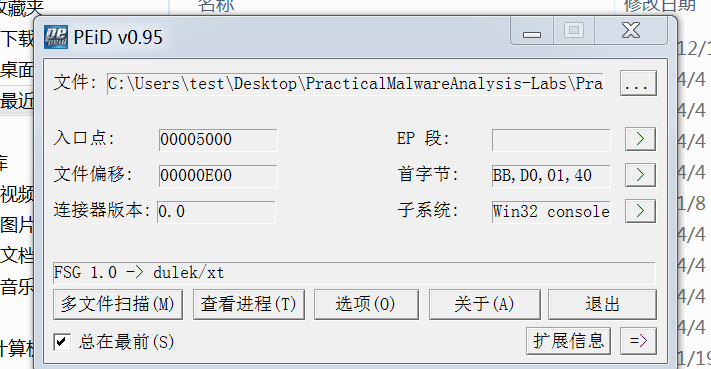 收藏夹
名称
修改日期
PEiD v0.95
下载
桌面
最近
库
视频
图片
文档
音乐
计算机
文件: C:\Users\test\Desktop\PracticalMalwareAnalysis-Labs\Pra ...
入口点: 00005000 EP 段: >
文件偏移: 00000E00 首字节: BB,D0,01,40 >
连接器版本: 0.0 子系统: Win32 console >
FSG 1.0 -> dulek/xt
多文件扫描(M) 查看进程(T) 选项(O) 关于(A) 退出
总在最前(S) 扩展信息 =>
12/1
4/4
4/4
4/4
4/4
1/8
4/4
4/4
4/4
4/4
1/19